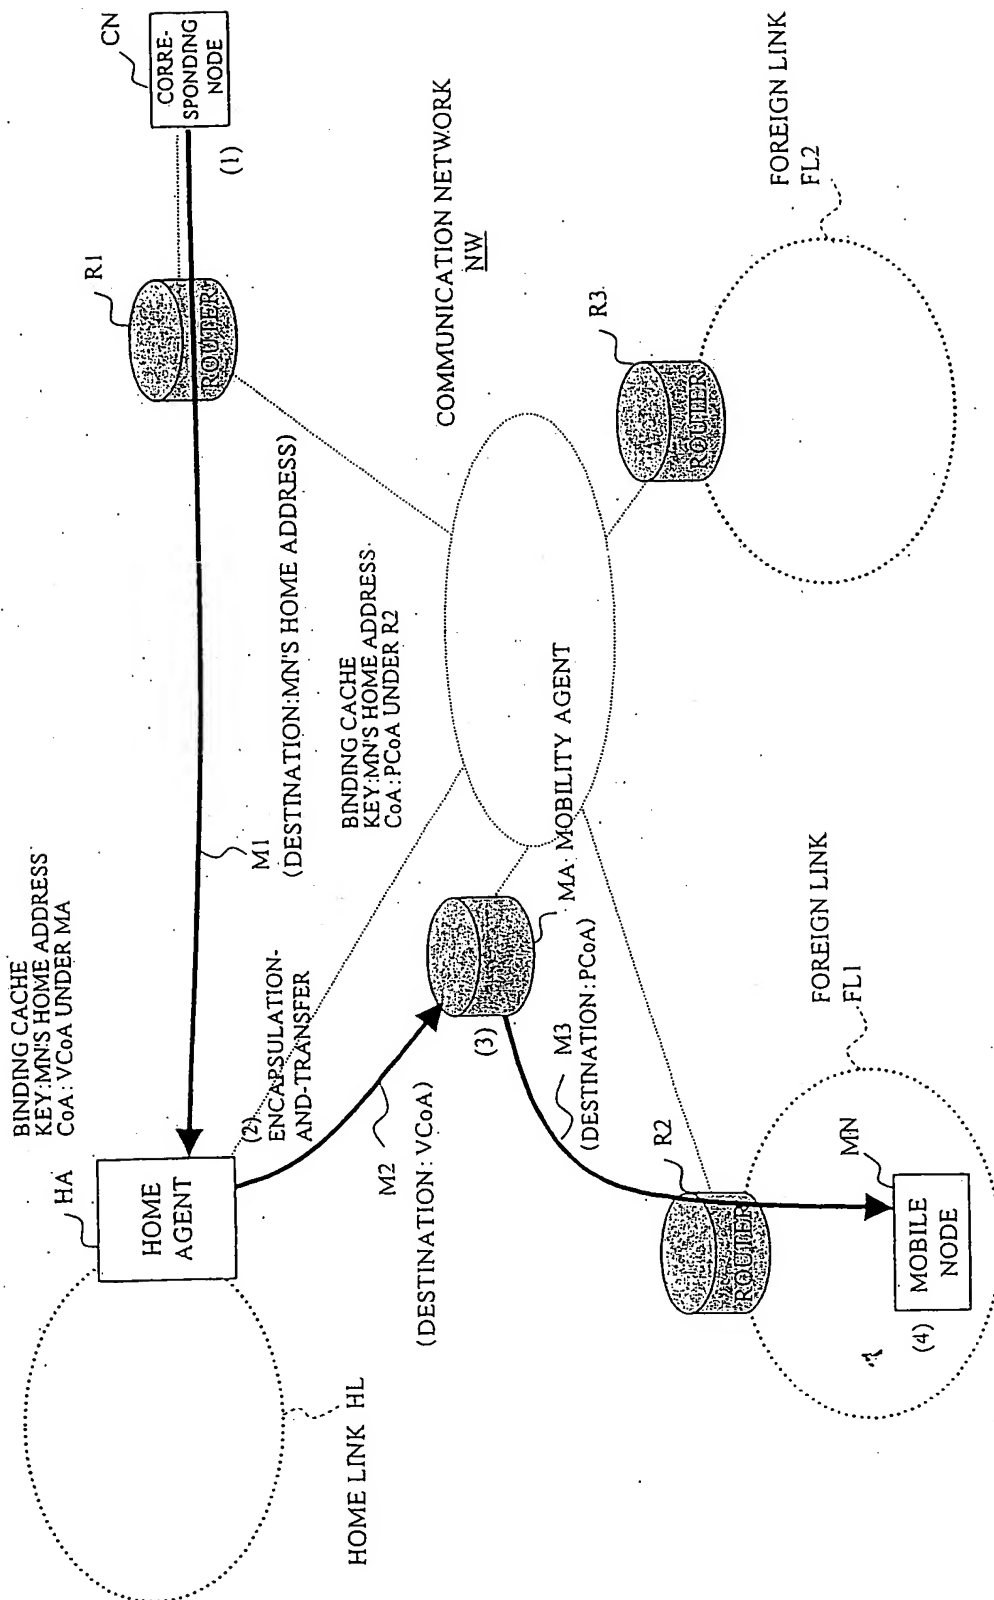 BINDING CACHE
KEY:MN'S HOME ADDRESS
CoA: VCoA UNDER MA
HA
HOME
AGENT
HOME LINK HL
CN
CORRE-
SPONDING
NODE
(1)
R1
ROUTER
M1
(DESTINATION:MN'S HOME ADDRESS)
(2)
ENCAPSULATION-
AND-TRANSFER
M2
(DESTINATION: VCoA)
BINDING CACHE
KEY:MN'S HOME ADDRESS
CoA:PCoA UNDER R2
COMMUNICATION NETWORK
NW
(3)
MA MOBILITY AGENT
M3
(DESTINATION:PCoA)
R2
ROUTER
R3
ROUTER
FOREIGN LINK
FL1
FOREIGN LINK
FL2
MN
MOBILE
NODE
(4)